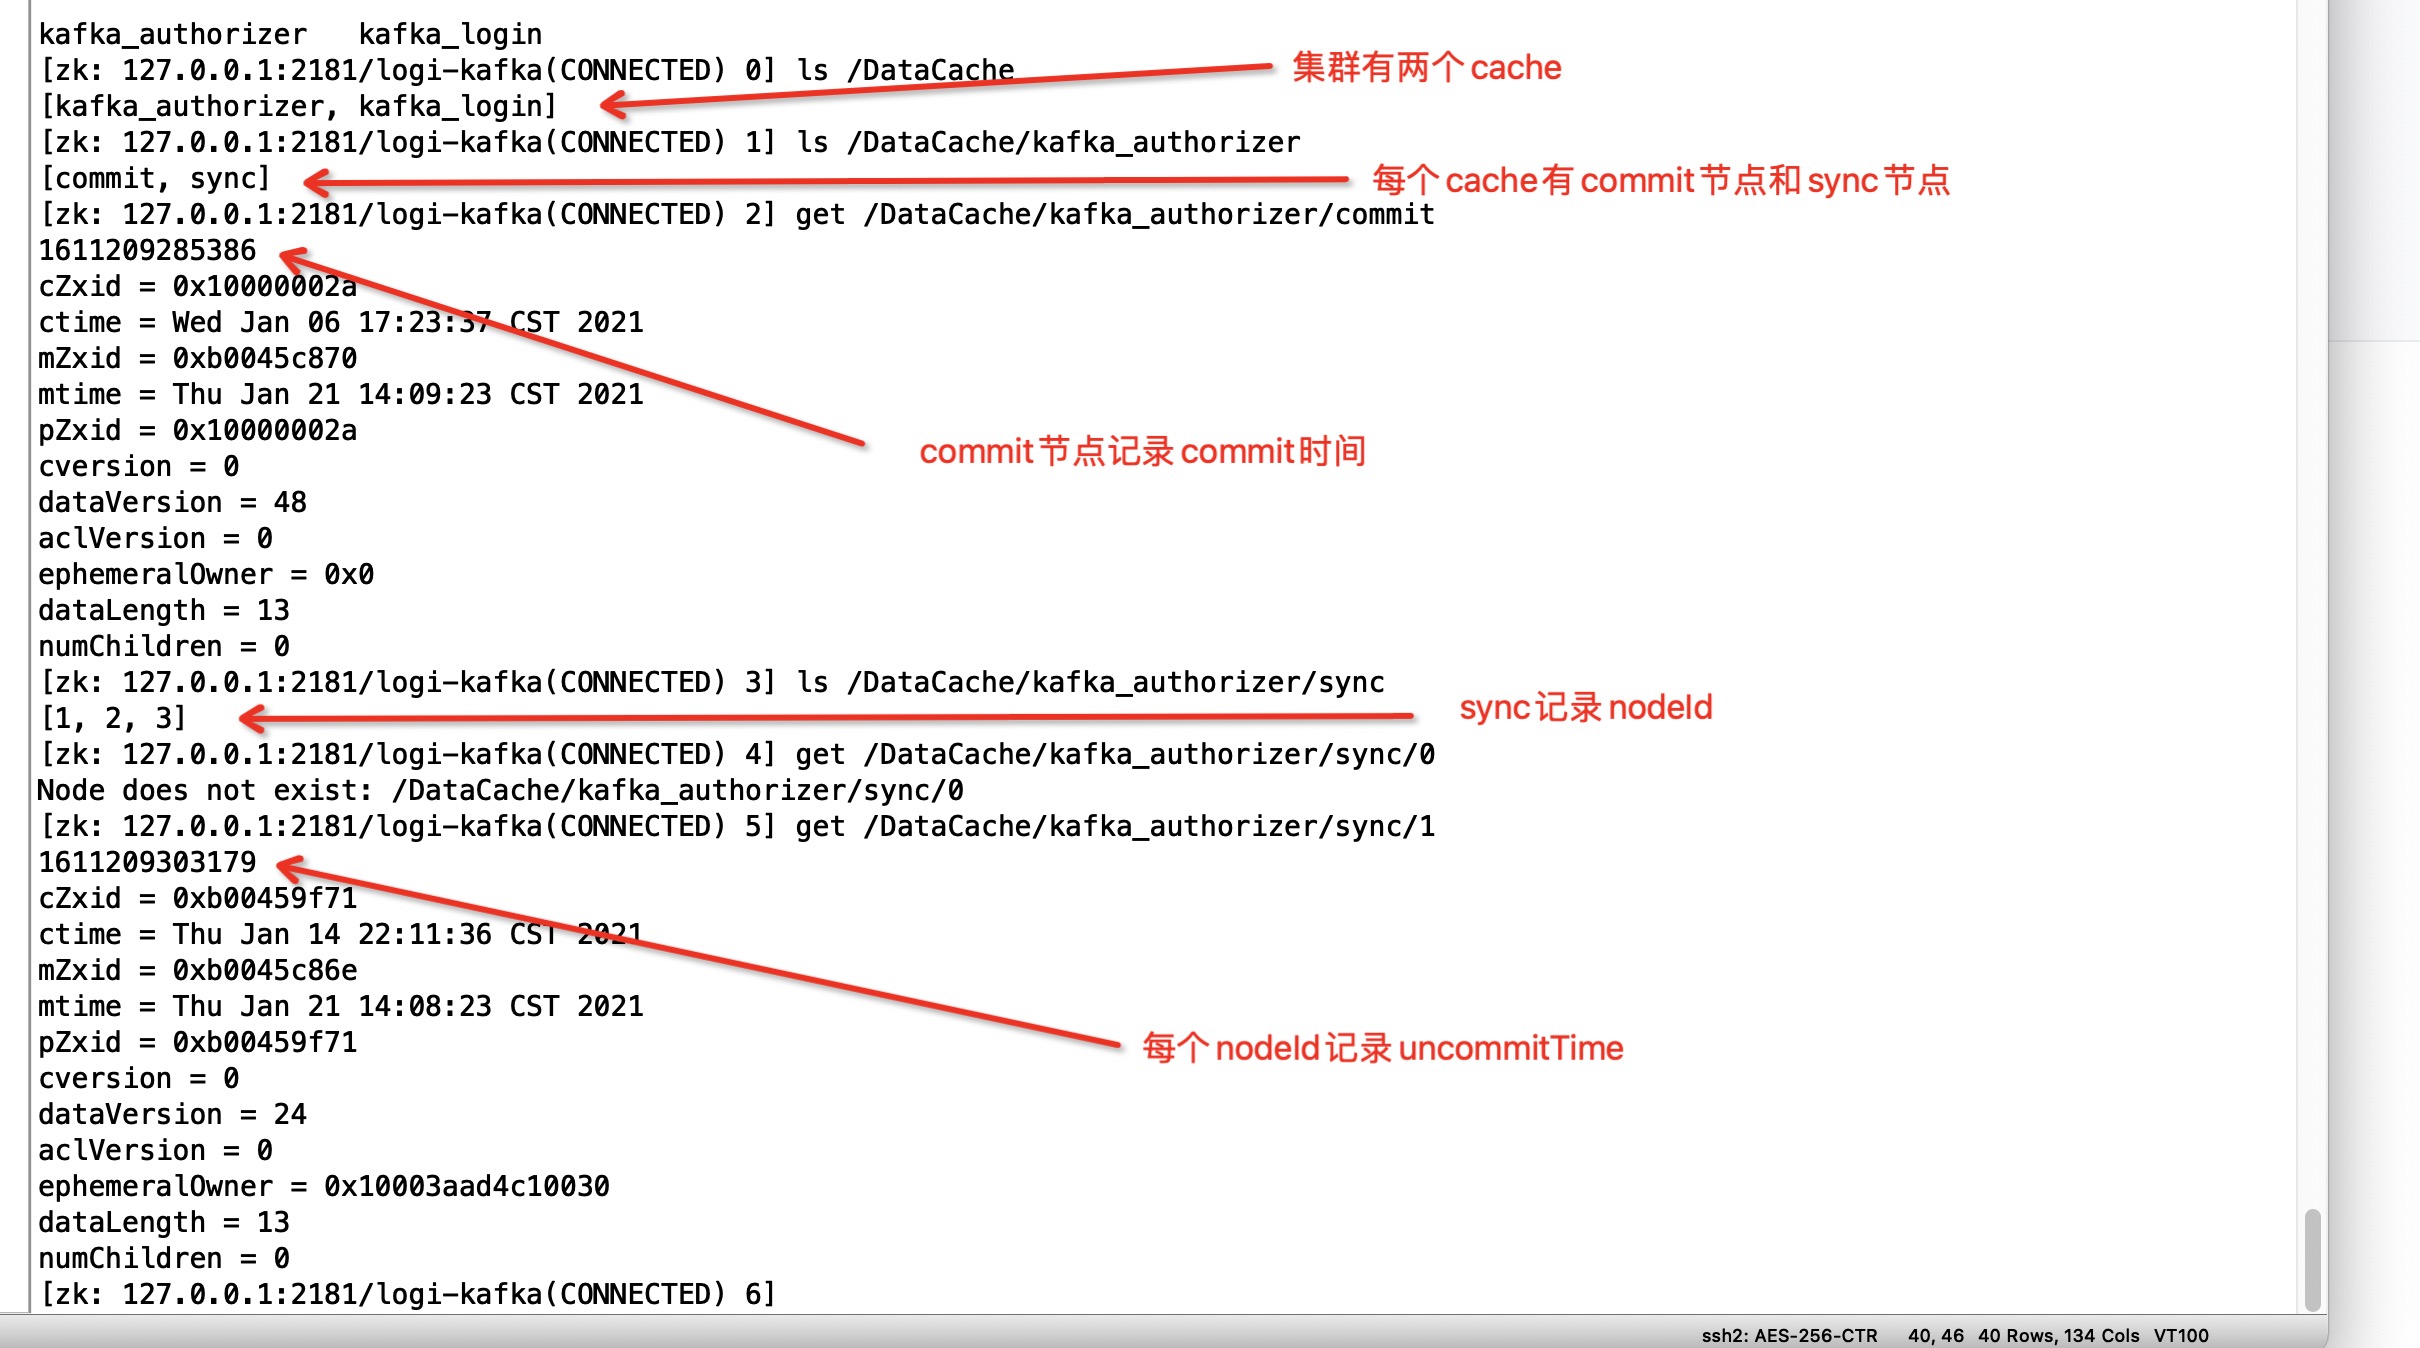 kafka_authorizer   kafka_login
[zk: 127.0.0.1:2181/logi-kafka(CONNECTED) 0] ls /DataCache
集群有两个cache
[kafka_authorizer, kafka_login]
[zk: 127.0.0.1:2181/logi-kafka(CONNECTED) 1] ls /DataCache/kafka_authorizer
[commit, sync]
每个cache有commit节点和sync节点
[zk: 127.0.0.1:2181/logi-kafka(CONNECTED) 2] get /DataCache/kafka_authorizer/commit
1611209285386
cZxid = 0x10000002a
ctime = Wed Jan 06 17:23:37 CST 2021
mZxid = 0xb0045c870
mtime = Thu Jan 21 14:09:23 CST 2021
pZxid = 0x10000002a
commit节点记录commit时间
cversion = 0
dataVersion = 48
aclVersion = 0
ephemeralOwner = 0x0
dataLength = 13
numChildren = 0
[zk: 127.0.0.1:2181/logi-kafka(CONNECTED) 3] ls /DataCache/kafka_authorizer/sync
[1, 2, 3]
sync记录nodeId
[zk: 127.0.0.1:2181/logi-kafka(CONNECTED) 4] get /DataCache/kafka_authorizer/sync/0
Node does not exist: /DataCache/kafka_authorizer/sync/0
[zk: 127.0.0.1:2181/logi-kafka(CONNECTED) 5] get /DataCache/kafka_authorizer/sync/1
1611209303179
cZxid = 0xb00459f71
ctime = Thu Jan 14 22:11:36 CST 2021
mZxid = 0xb0045c86e
mtime = Thu Jan 21 14:08:23 CST 2021
pZxid = 0xb00459f71
每个nodeId记录uncommitTime
cversion = 0
dataVersion = 24
aclVersion = 0
ephemeralOwner = 0x10003aad4c10030
dataLength = 13
numChildren = 0
[zk: 127.0.0.1:2181/logi-kafka(CONNECTED) 6]
ssh2: AES-256-CTR   40, 46   40 Rows, 134 Cols   VT100